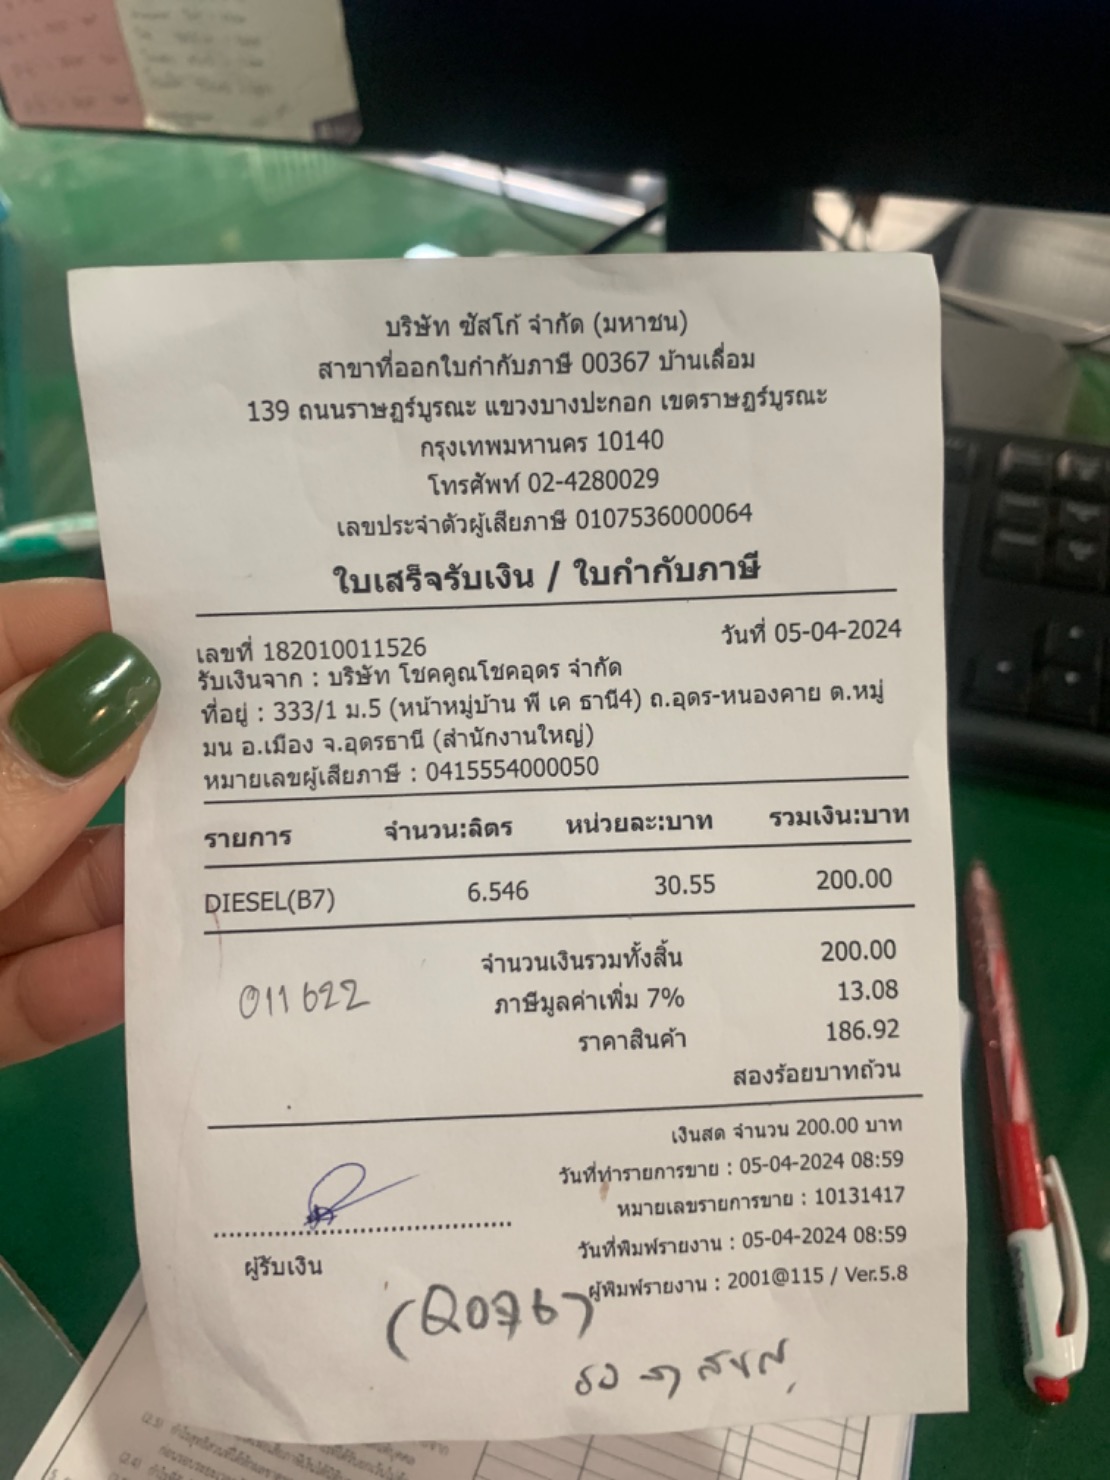 บริษัท ซัสโก้ จำกัด (มหาชน)
สาขาที่ออกใบกำกับภาษี 00367 บ้านเลื่อม
139 ถนนราษฎร์บูรณะ แขวงบางปะกอก เขตราษฎร์บูรณะ
กรุงเทพมหานคร 10140
โทรศัพท์ 02-4280029
เลขประจำตัวผู้เสียภาษี 0107536000064
ใบเสร็จรับเงิน / ใบกำกับภาษี
เลขที่ 182010011526 วันที่ 05-04-2024
รับเงินจาก : บริษัท โชคคูณโชคอุดร จำกัด
ที่อยู่ : 333/1 ม.5 (หน้าหมู่บ้าน พี เค ธานี4) ถ.อุดร-หนองคาย ต.หมู่
มน อ.เมือง จ.อุดรธานี (สำนักงานใหญ่)
หมายเลขผู้เสียภาษี : 0415554000050
รายการ จำนวน:ลิตร หน่วยละ:บาท รวมเงิน:บาท
DIESEL(B7) 6.546 30.55 200.00
จำนวนเงินรวมทั้งสิ้น 200.00
011622 ภาษีมูลค่าเพิ่ม 7% 13.08
ราคาสินค้า 186.92
สองร้อยบาทถ้วน
เงินสด จำนวน 200.00 บาท
วันที่ทำรายการขาย : 05-04-2024 08:59
หมายเลขรายการขาย : 10131417
วันที่พิมพ์รายงาน : 05-04-2024 08:59
ผู้รับเงิน ผู้พิมพ์รายงาน : 2001@115 / Ver.5.8